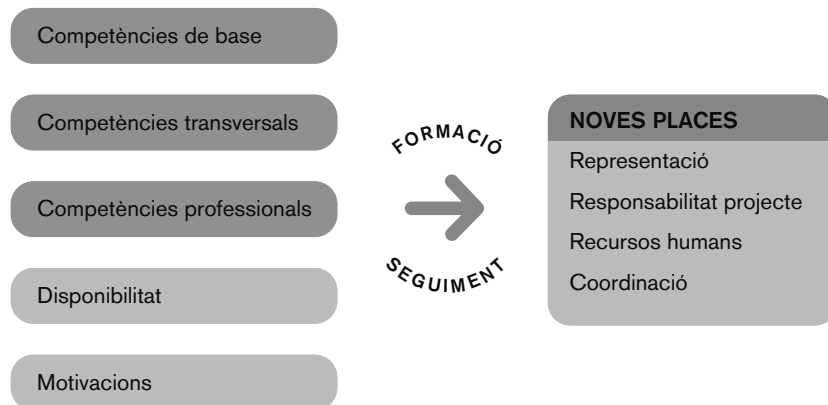 Competències de base
Competències transversals
Competències professionals
Disponibilitat
Motivacions
FORMACIÓ
SEGUIMENT
NOVES PLACES
Representació
Responsabilitat projecte
Recursos humans
Coordinació